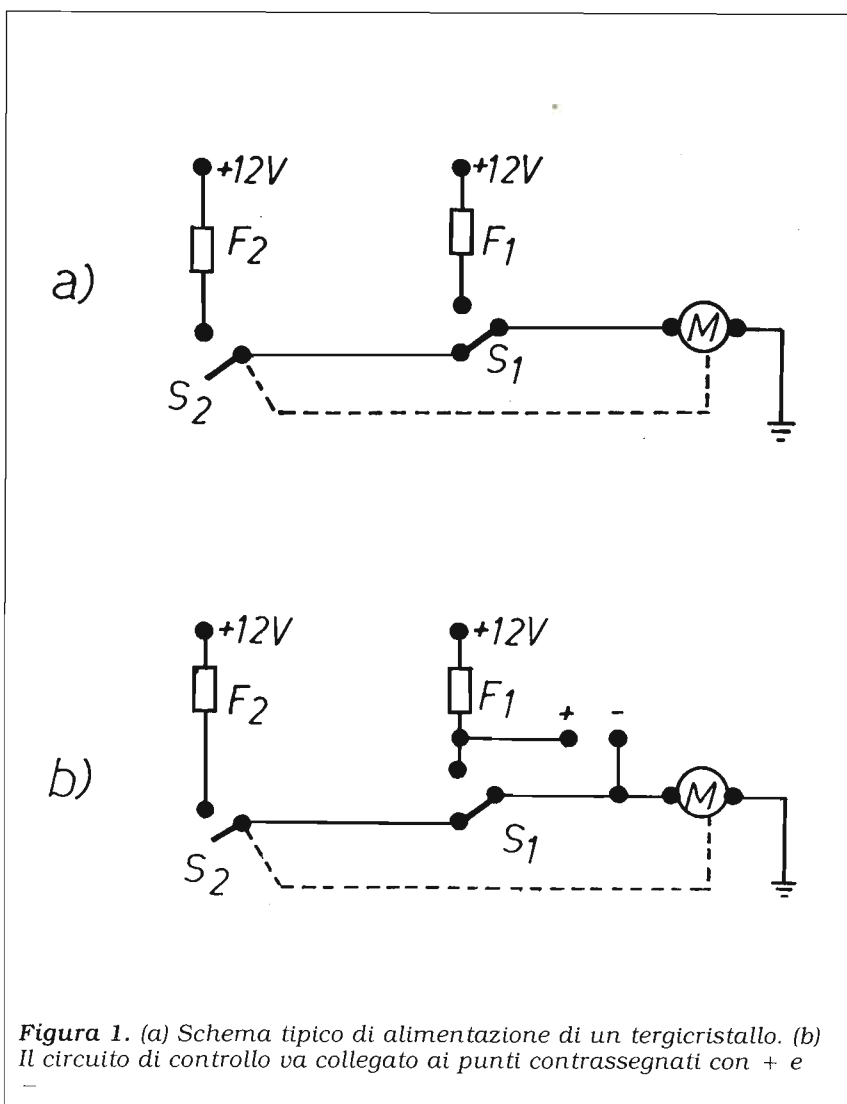 +12V
+12V
F2
F1
a)
M
S1
S2
+12V
+12V
F2
F1
+ -
b)
M
S1
S2
Figura 1. (a) Schema tipico di alimentazione di un tergicristallo. (b)
Il circuito di controllo va collegato ai punti contrassegnati con + e
−